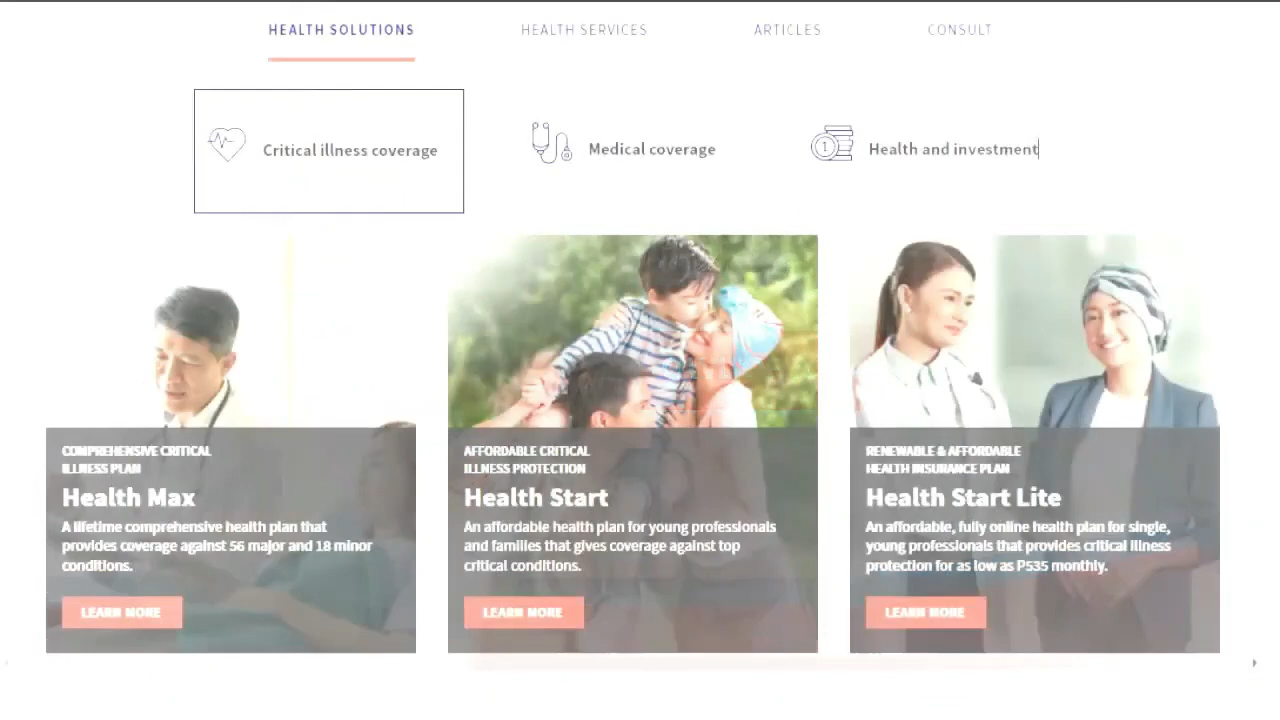 HEALTH SOLUTIONS
HEALTH SERVICES
ARTICLES
CONSULT
Critical illness coverage
Medical coverage
1
Health and investment
COMPREHENSIVE CRITICAL
ILLNESS PLAN
Health Max
A lifetime comprehensive health plan that
provides coverage against 56 major and 18 minor
conditions.
LEARN MORE
AFFORDABLE CRITICAL
ILLNESS PROTECTION
Health Start
An affordable health plan for young professionals
and families that gives coverage against top
critical conditions.
LEARN MORE
RENEWABLE & AFFORDABLE
HEALTH INSURANCE PLAN
Health Start Lite
An affordable, fully online health plan for single,
young professionals that provides critical illness
protection for as low as P535 monthly.
LEARN MORE